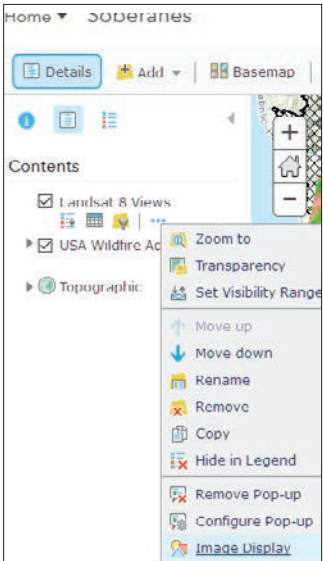 Home ▼ Soberanes
Details Add ▼ Basemap
Contents
Landsat 8 Views
USA Wildfire Ac
Topographic
Zoom to
Transparency
Set Visibility Range
Move up
Move down
Rename
Remove
Copy
Hide in Legend
Remove Pop-up
Configure Pop-up
Image Display